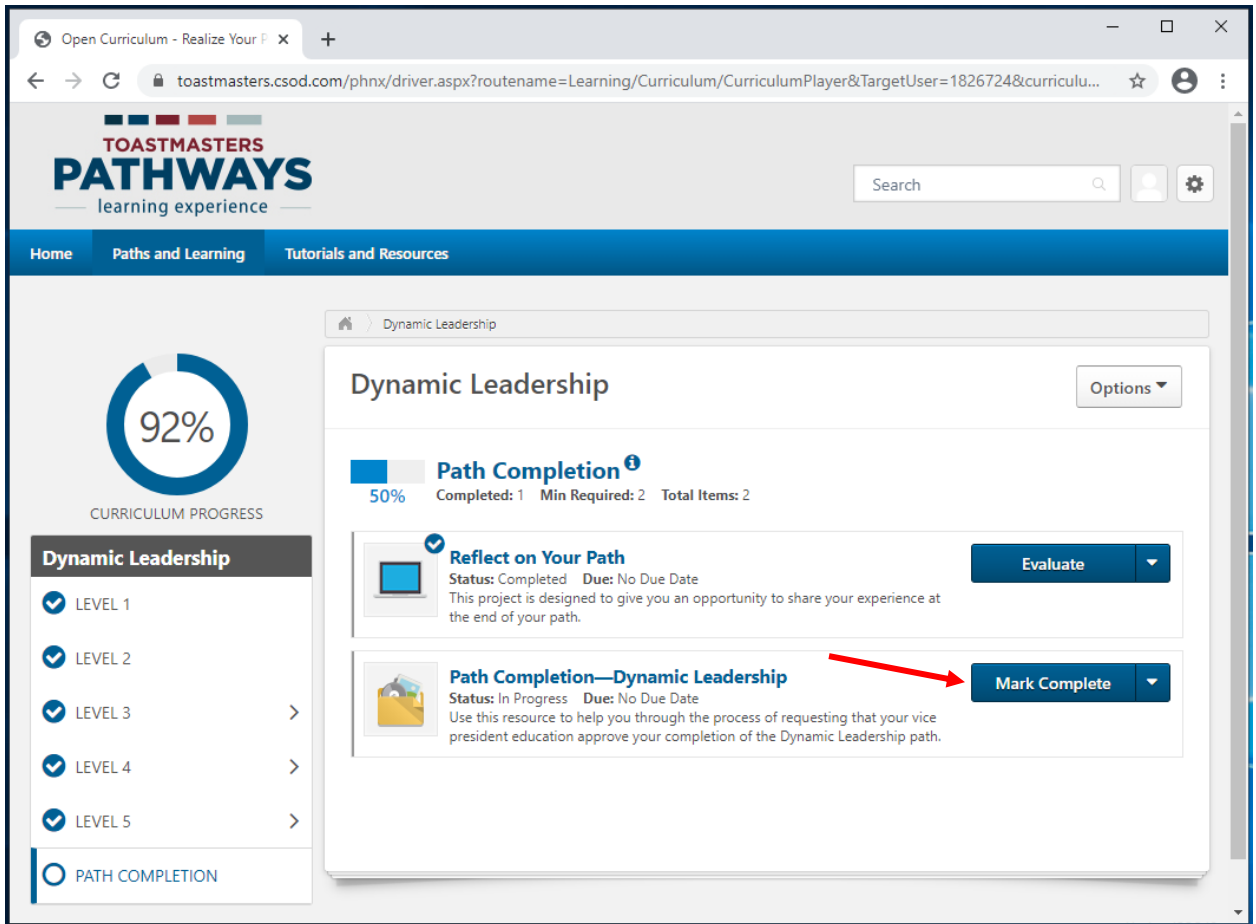 Open Curriculum - Realize Your P
toastmasters.csod.com/phnx/driver.aspx?routename=Learning/Curriculum/CurriculumPlayer&TargetUser=1826724&curriculu...
TOASTMASTERS
PATHWAYS
learning experience
Search
Home Paths and Learning Tutorials and Resources
Dynamic Leadership
92%
CURRICULUM PROGRESS
Dynamic Leadership
LEVEL 1
LEVEL 2
LEVEL 3
LEVEL 4
LEVEL 5
PATH COMPLETION
Dynamic Leadership
Options
Path Completion
50% Completed: 1 Min Required: 2 Total Items: 2
Reflect on Your Path
Status: Completed Due: No Due Date
This project is designed to give you an opportunity to share your experience at
the end of your path.
Evaluate
Path Completion—Dynamic Leadership
Status: In Progress Due: No Due Date
Use this resource to help you through the process of requesting that your vice
president education approve your completion of the Dynamic Leadership path.
Mark Complete